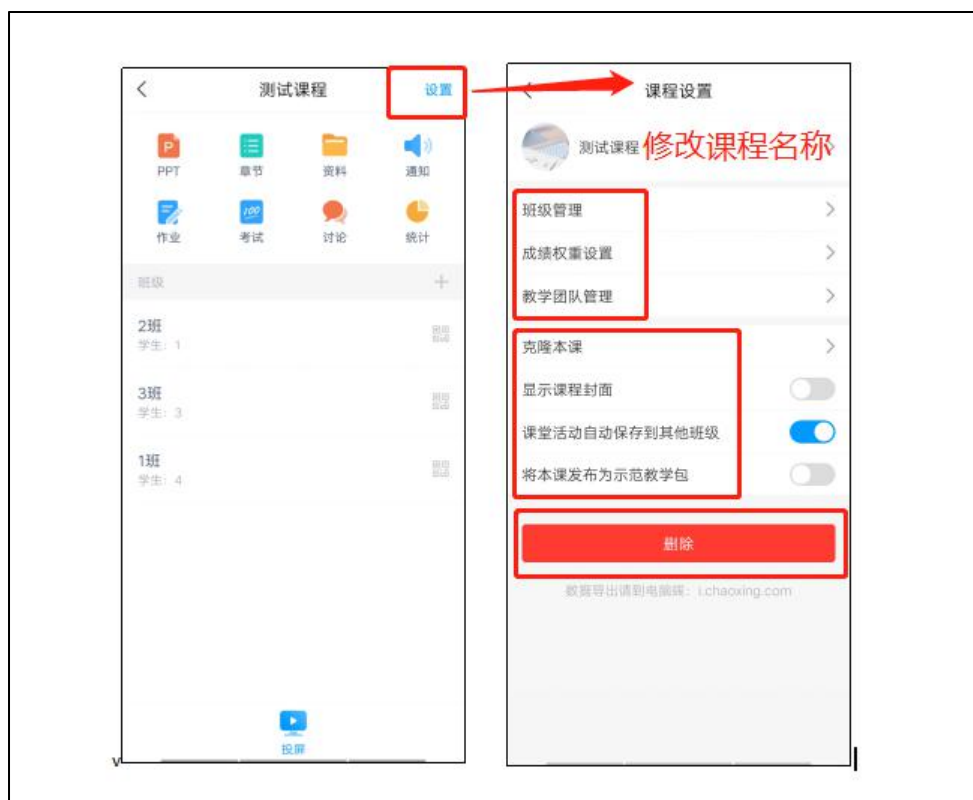 测试课程
设置
PPT
章节
资料
通知
作业
考试
讨论
统计
班级
2班
学生：1
3班
学生：3
1班
学生：4
投屏
v
课程设置
测试课程
修改课程名称
班级管理
成绩权重设置
教学团队管理
克隆本课
显示课程封面
课堂活动自动保存到其他班级
将本课发布为示范教学包
删除
数据导出请到电脑端：i.chaoxing.com